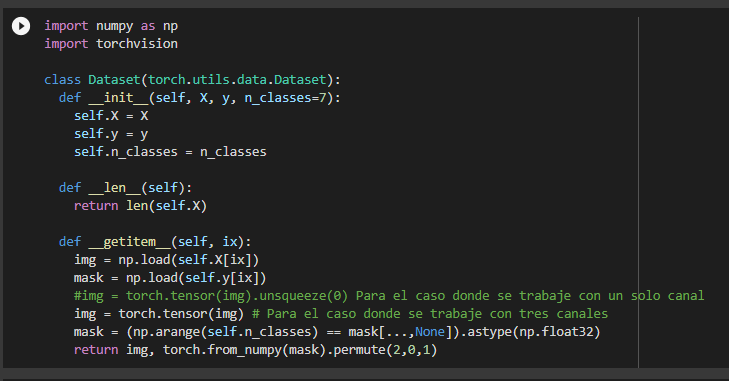 import numpy as np
import torchvision
class Dataset(torch.utils.data.Dataset):
def __init__(self, X, y, n_classes=7):
self.X = X
self.y = y
self.n_classes = n_classes
def __len__(self):
return len(self.X)
def __getitem__(self, ix):
img = np.load(self.X[ix])
mask = np.load(self.y[ix])
#img = torch.tensor(img).unsqueeze(0) Para el caso donde se trabaje con un solo canal
img = torch.tensor(img) # Para el caso donde se trabaje con tres canales
mask = (np.arange(self.n_classes) == mask[...,None]).astype(np.float32)
return img, torch.from_numpy(mask).permute(2,0,1)